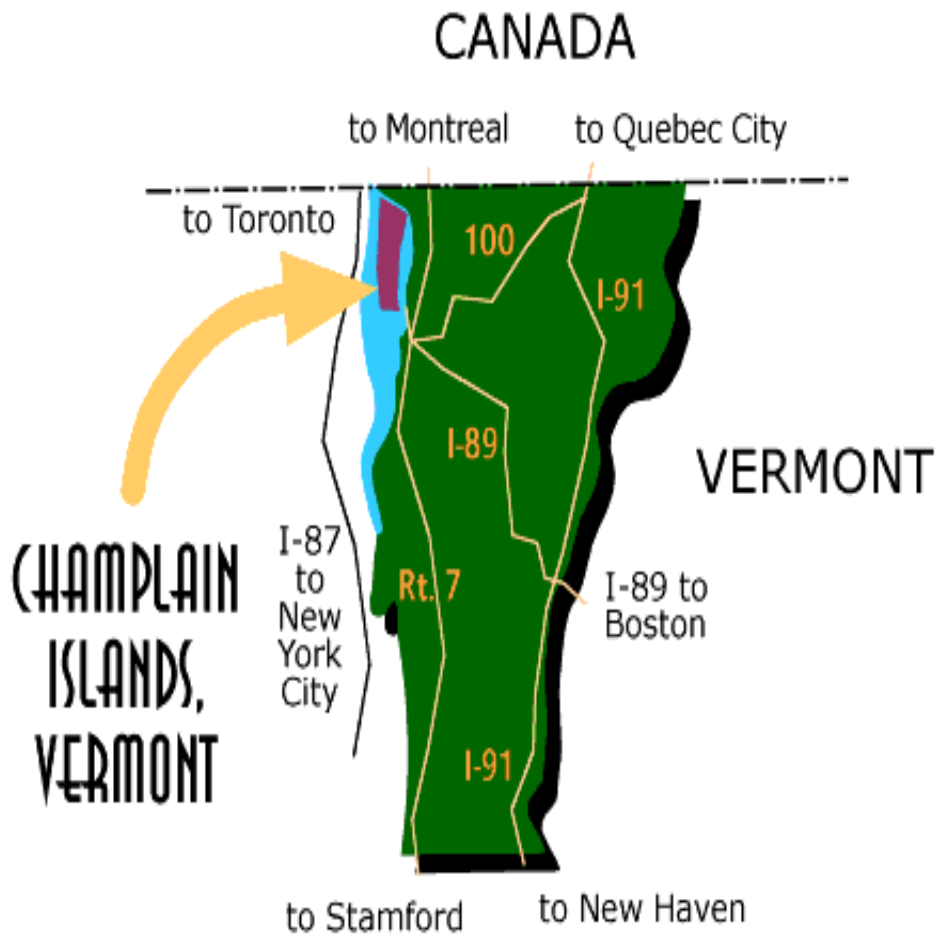 CANADA
to Montreal
to Quebec City
to Toronto
100
I-91
I-89
VERMONT
CHAMPLAIN
ISLANDS,
VERMONT
I-87
to
New
York
City
Rt. 7
I-89 to
Boston
I-91
to Stamford
to New Haven